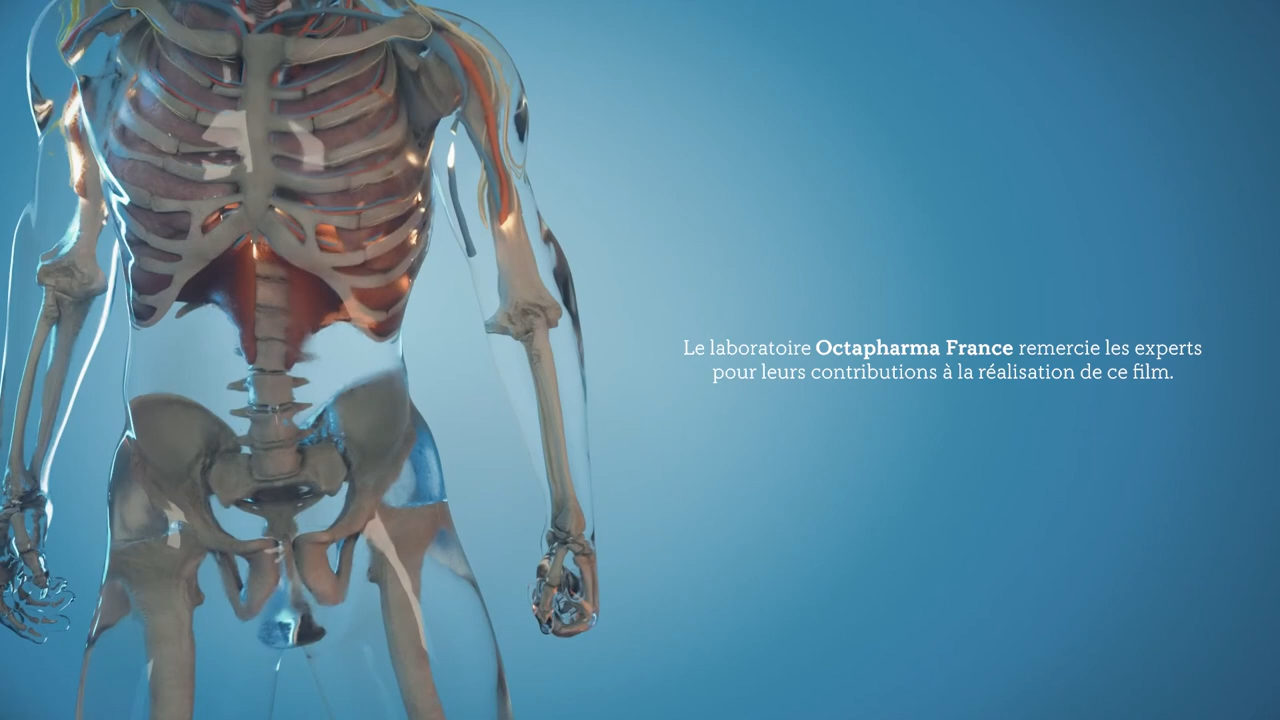 Le laboratoire Octapharma France remercie les experts
pour leurs contributions à la réalisation de ce film.